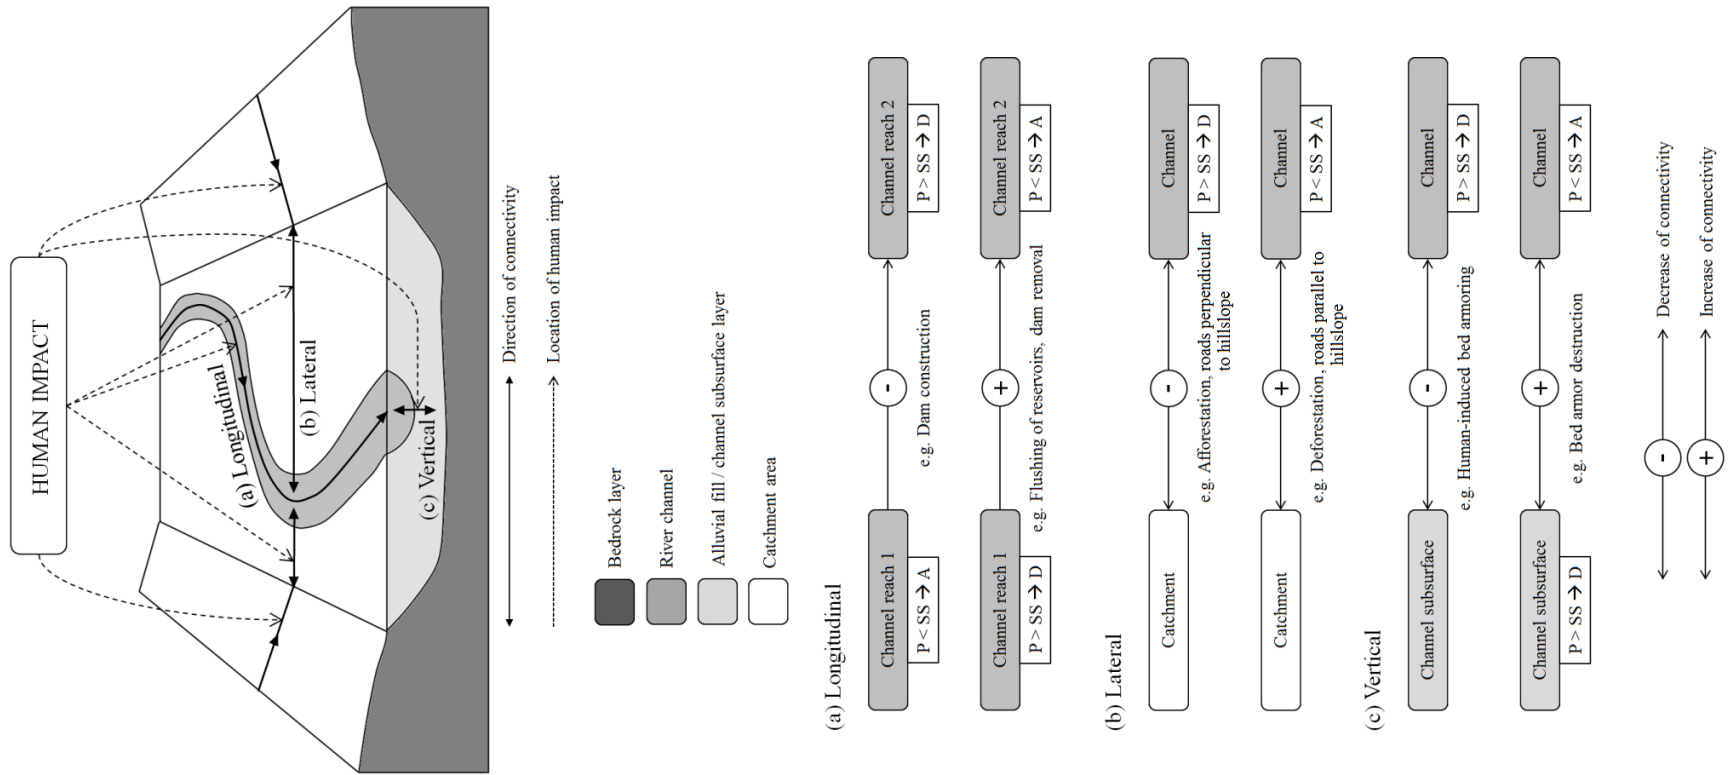 HUMAN IMPACT
(a) Longitudinal
(b) Lateral
(c) Vertical
Direction of connectivity
Location of human impact
Bedrock layer
River channel
Alluvial fill / channel subsurface layer
Catchment area
(a) Longitudinal
Channel reach 1
P < SS → A
-
e.g. Dam construction
Channel reach 2
P > SS → D
Channel reach 1
P > SS → D
+
e.g. Flushing of reservoirs, dam removal
Channel reach 2
P < SS → A
(b) Lateral
Catchment
-
e.g. Afforestation, roads perpendicular
to hillslope
Channel
P > SS → D
Catchment
+
e.g. Deforestation, roads parallel to
hillslope
Channel
P < SS → A
(c) Vertical
Channel subsurface
-
e.g. Human-induced bed armoring
Channel
P > SS → D
Channel subsurface
P > SS → D
+
e.g. Bed armor destruction
Channel
P < SS → A
-
Decrease of connectivity
+
Increase of connectivity